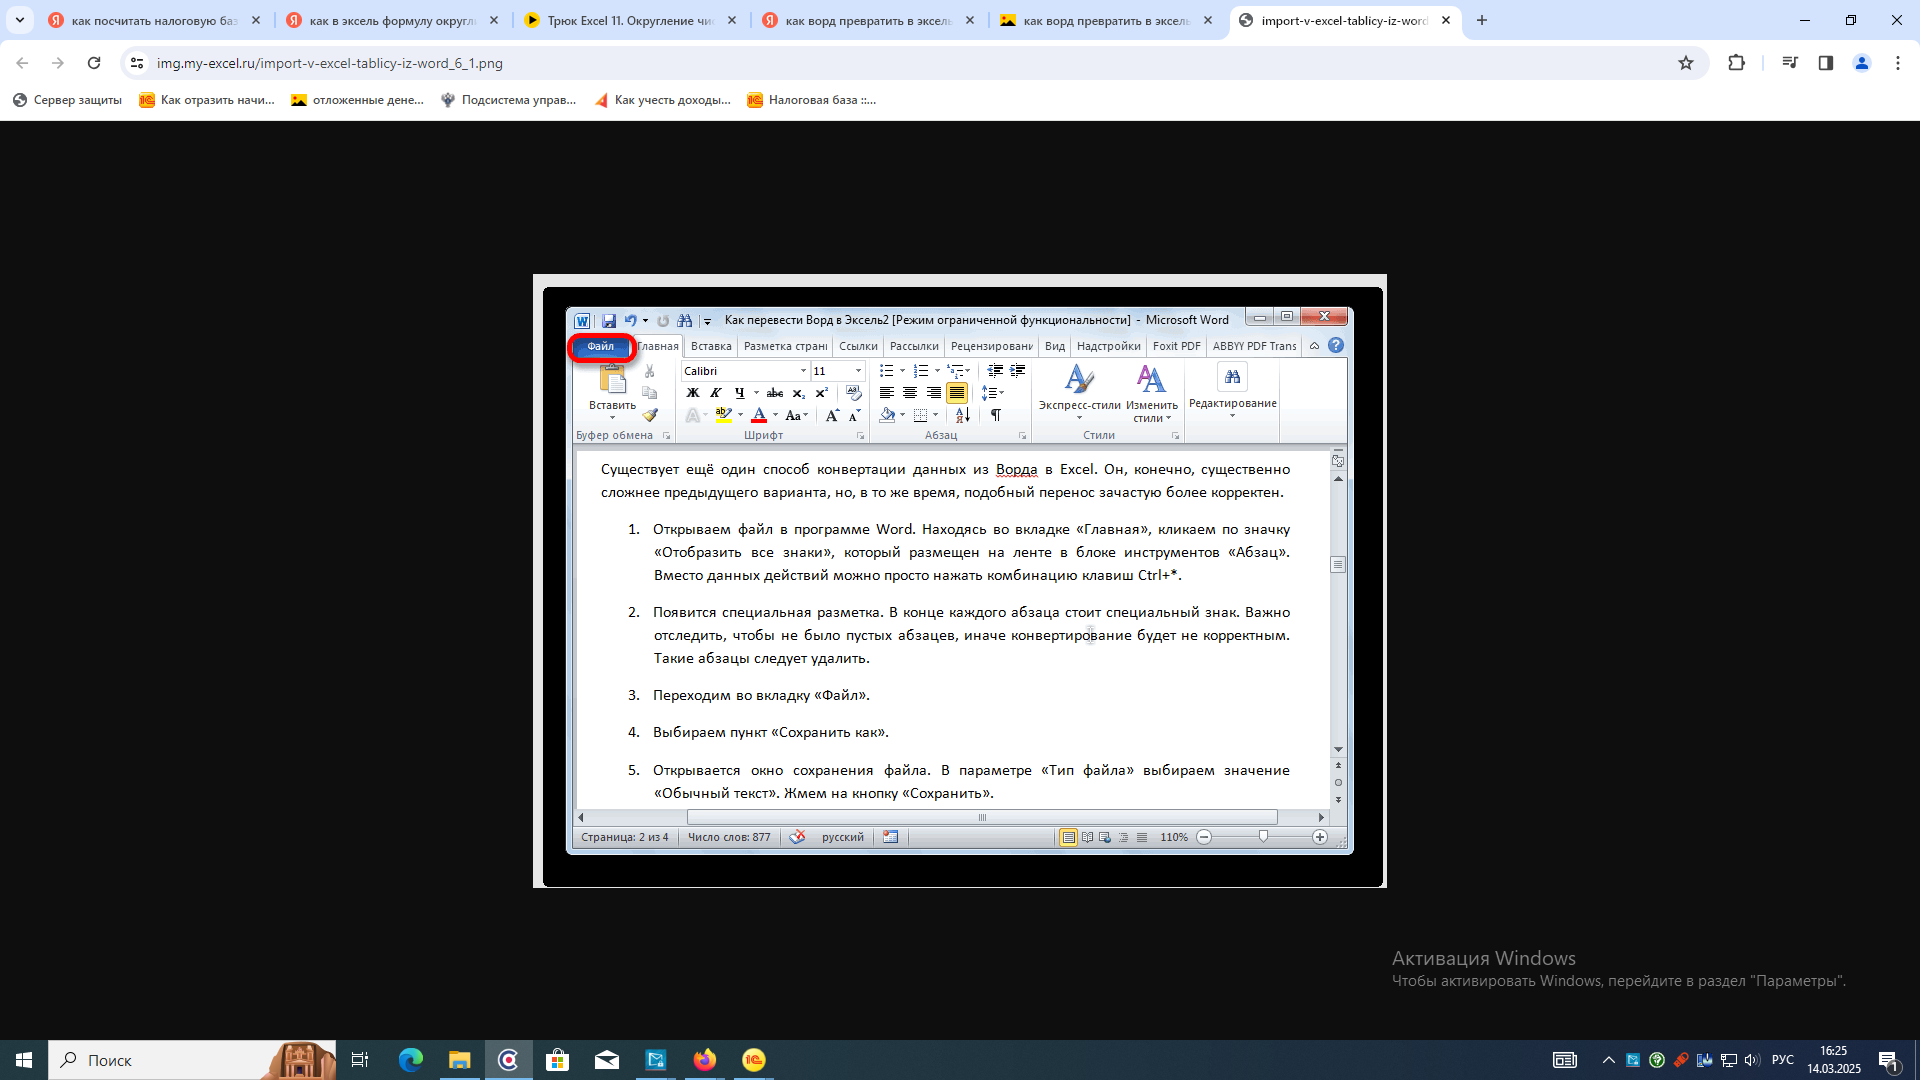 как посчитать налоговую ба
как в эксель формулу округл
Трюк Excel 11. Округление чи
как ворд превратить в эксель
как ворд превратить в эксель
import-v-excel-tablicy-iz-word
img.my-excel.ru/import-v-excel-tablicy-iz-word_6_1.png
Сервер защиты
Как отразить начи...
отложенные дене...
Подсистема управ...
Как учесть доходы...
Налоговая база ::...
Как перевести Ворд в Эксель2 [Режим ограниченной функциональности] - Microsoft Word
Файл
Главная
Вставка
Разметка страні
Ссылки
Рассылки
Рецензировани
Вид
Надстройки
Foxit PDF
ABBYY PDF Trans
Calibri
11
Вставить
Ж К Ч abc x₂ x²
Aa
Экспресс-стили
Изменить стили
Редактирование
Буфер обмена
Шрифт
Абзац
Стили
Существует ещё один способ конвертации данных из Ворда в Excel. Он, конечно, существенно
сложнее предыдущего варианта, но, в то же время, подобный перенос зачастую более корректен.
1. Открываем файл в программе Word. Находясь во вкладке «Главная», кликаем по значку
«Отобразить все знаки», который размещен на ленте в блоке инструментов «Абзац».
Вместо данных действий можно просто нажать комбинацию клавиш Ctrl+*.
2. Появится специальная разметка. В конце каждого абзаца стоит специальный знак. Важно
отследить, чтобы не было пустых абзацев, иначе конвертирование будет не корректным.
Такие абзацы следует удалить.
3. Переходим во вкладку «Файл».
4. Выбираем пункт «Сохранить как».
5. Открывается окно сохранения файла. В параметре «Тип файла» выбираем значение
«Обычный текст». Жмем на кнопку «Сохранить».
Страница: 2 из 4
Число слов: 877
русский
110%
Активация Windows
Чтобы активировать Windows, перейдите в раздел "Параметры".
Поиск
РУС
16:25
14.03.2025
1